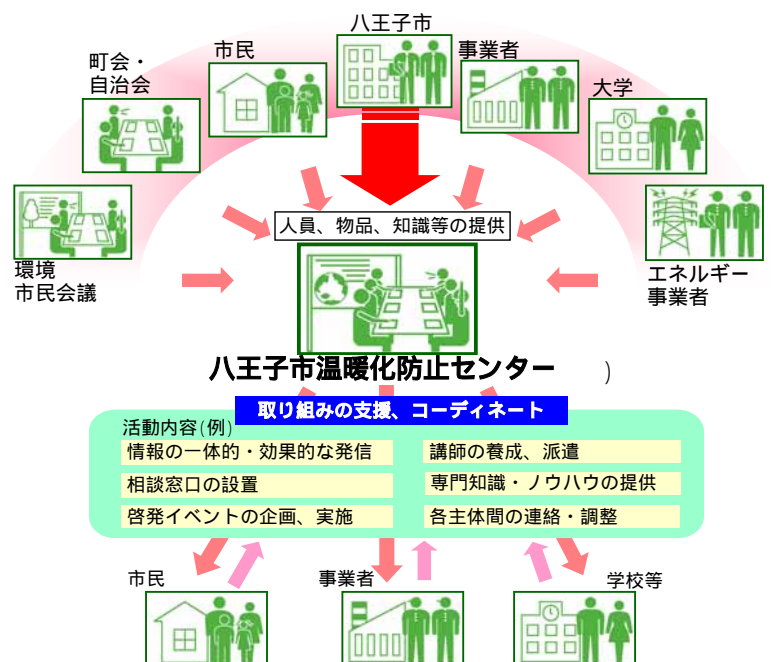 八王子市
市民
事業者
町会・
自治会
大学
環境
市民会議
エネルギー
事業者
人員、物品、知識等の提供
八王子市温暖化防止センター )
取り組みの支援、コーディネート
活動内容(例)
情報の一体的・効果的な発信
講師の養成、派遣
相談窓口の設置
専門知識・ノウハウの提供
啓発イベントの企画、実施
各主体間の連絡・調整
市民
事業者
学校等